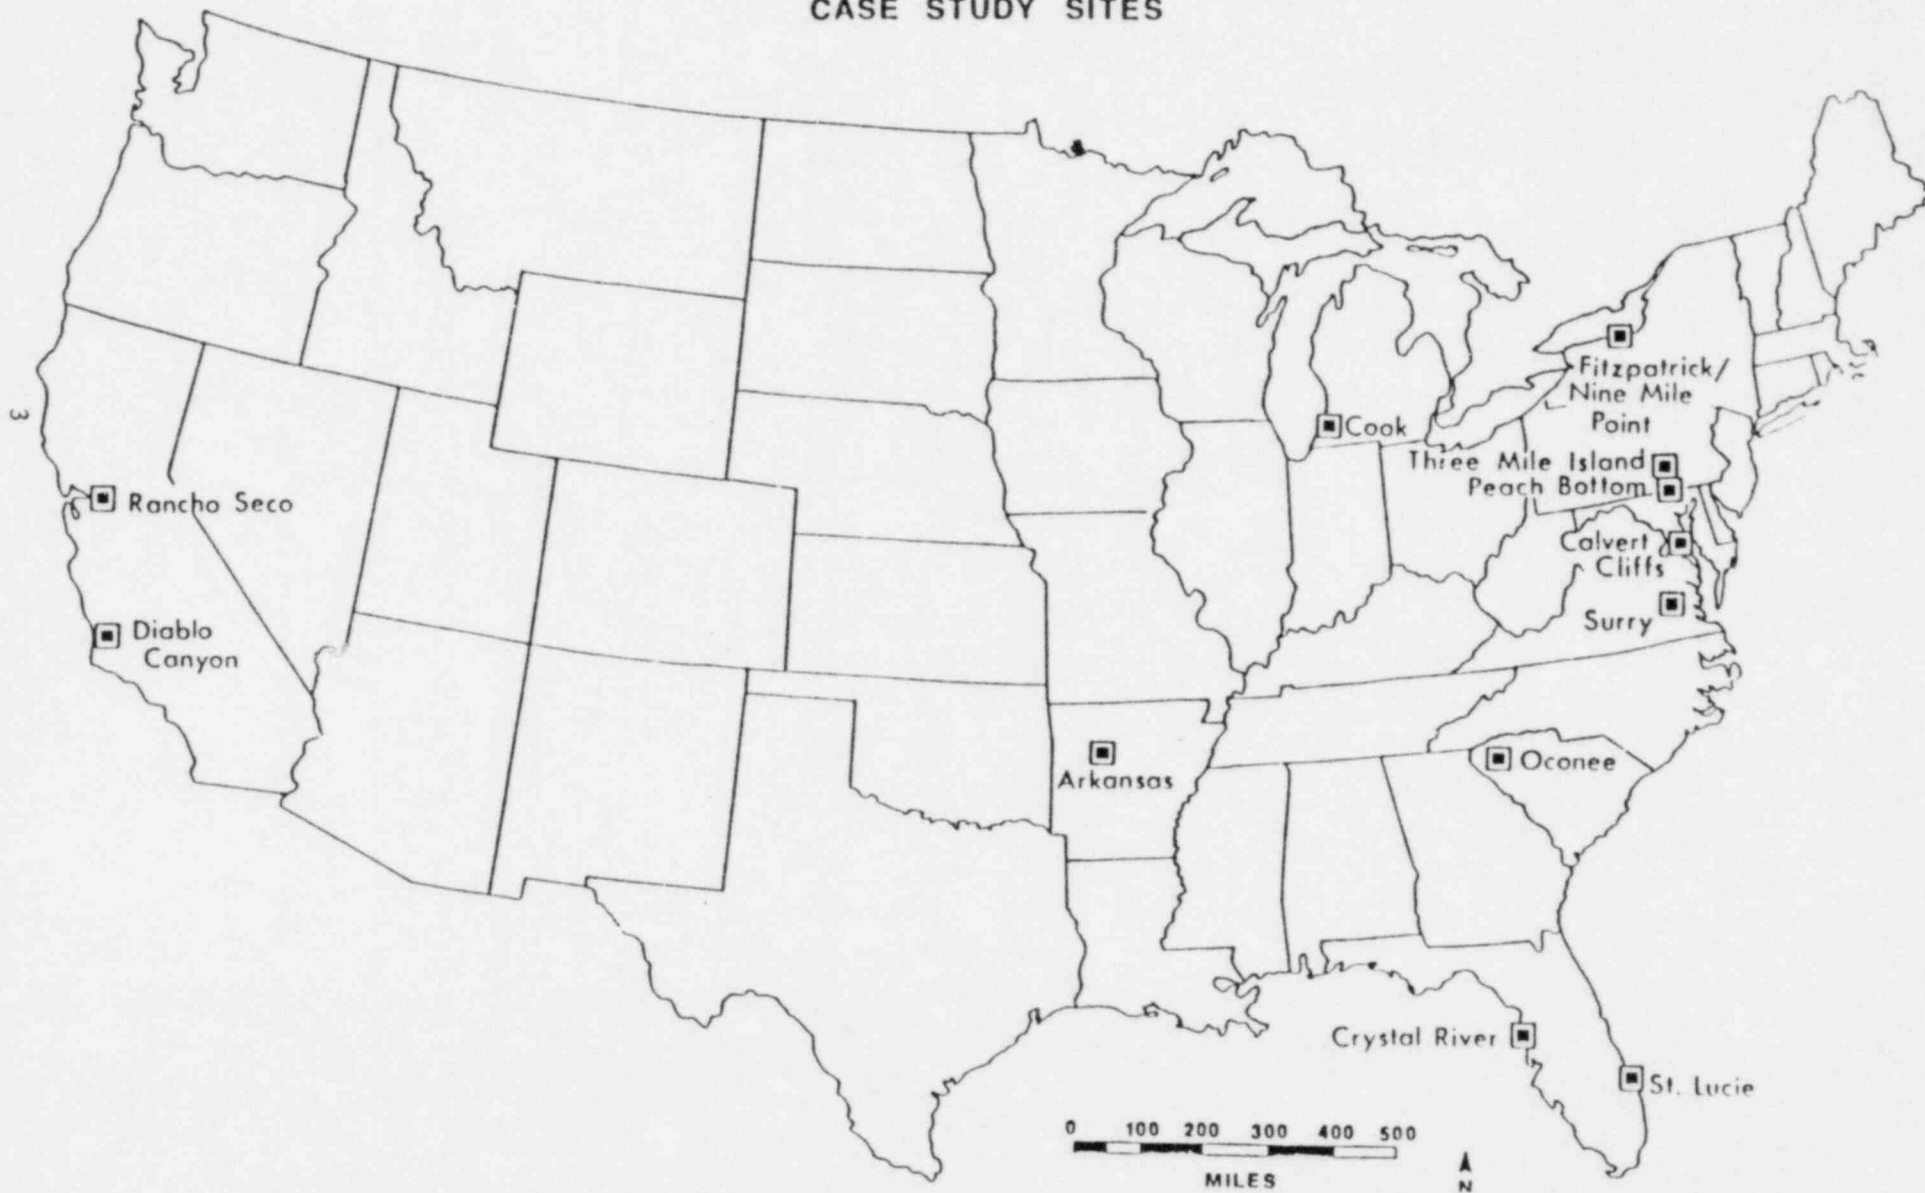 CASE STUDY SITES
Fitzpatrick/
Nine Mile
Point
Cook
Three Mile Island
Peach Bottom
3
Rancho Seco
Calvert
Cliffs
Surry
Diablo
Canyon
Arkansas
Oconee
Crystal River
St. Lucie
0 100 200 300 400 500
MILES
N